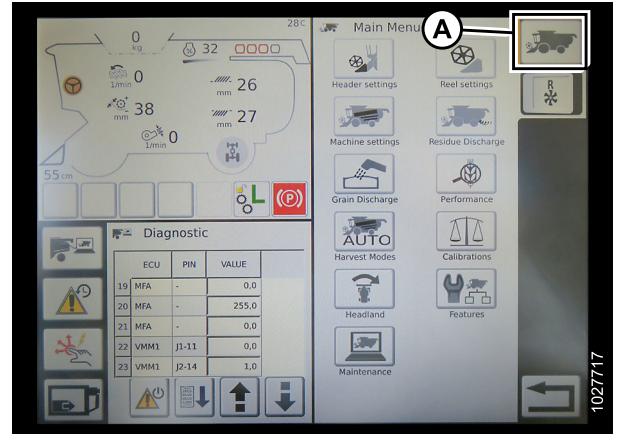 28C
Main Menu
A
0
kg
32
R
0
1/min
26
mm
38
mm
27
mm
0
1/min
Header settings
Reel settings
Machine settings
Residue Discharge
55 cm
L
(P)
Grain Discharge
Performance
Diagnostic
AUTO
Harvest Modes
Calibrations
ECU PIN VALUE
19 MFA - 0,0
20 MFA - 255,0
21 MFA - 0,0
22 VMM1 J1-11 0,0
23 VMM1 J2-14 1,0
Headland
Features
Maintenance
1027717